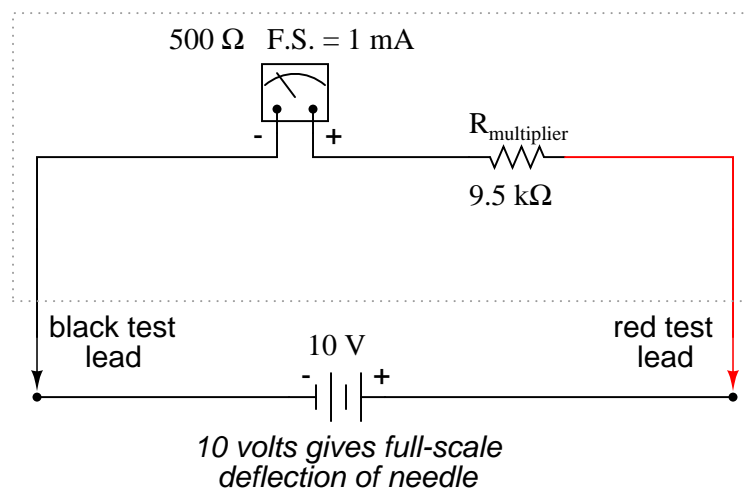 500 Ω F.S. = 1 mA
- +
Rmultiplier
9.5 kΩ
black test
lead
10 V
- +
red test
lead
10 volts gives full-scale
deflection of needle